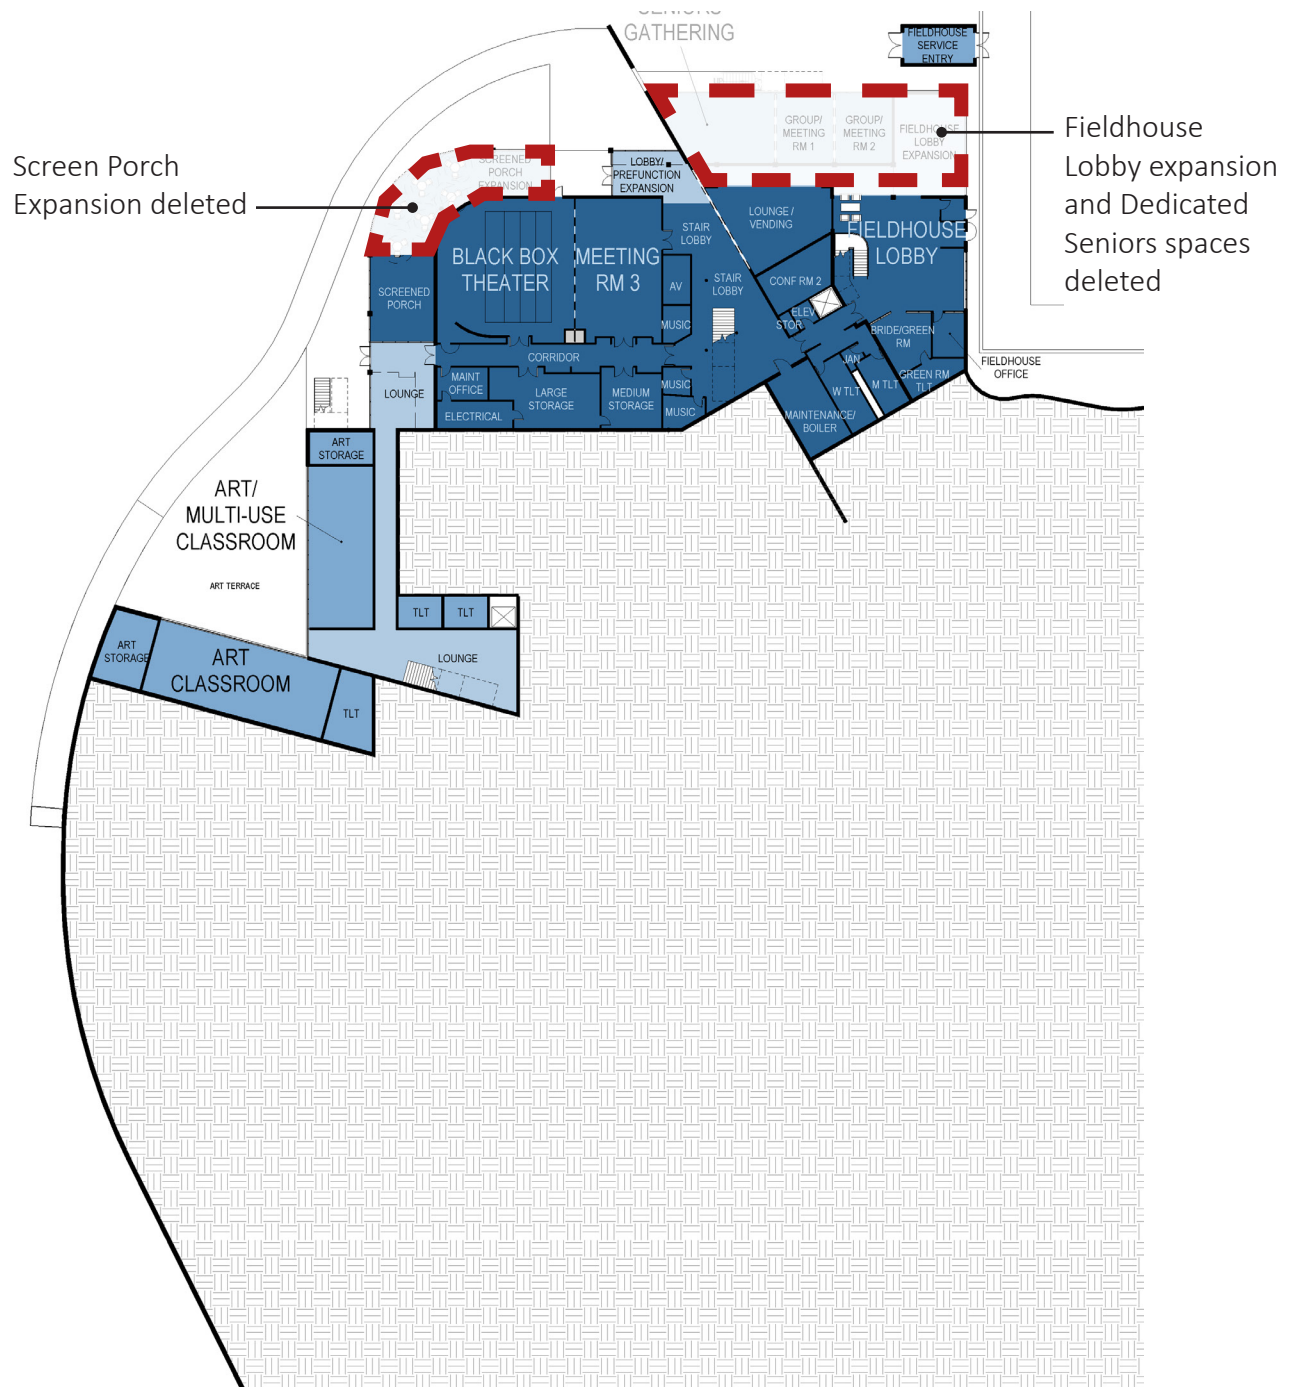 SENIORS
GATHERING
FIELDHOUSE
SERVICE
ENTRY
Screen Porch
Expansion deleted
Fieldhouse
Lobby expansion
and Dedicated
Seniors spaces
deleted
GROUP/
MEETING
RM 1
GROUP/
MEETING
RM 2
FIELDHOUSE
LOBBY
EXPANSION
SCREENED
PORCH
EXPANSION
LOBBY/
PREFUNCTION
EXPANSION
LOUNGE /
VENDING
STAIR
LOBBY
FIELDHOUSE
LOBBY
BLACK BOX
THEATER
MEETING
RM 3
SCREENED
PORCH
AV
STAIR
LOBBY
CONF RM 2
MUSIC
ELEV
STOR
BRIDE/GREEN
RM
CORRIDOR
JAN
FIELDHOUSE
OFFICE
GREEN RM
TLT
M TLT
W TLT
LOUNGE
MAINT
OFFICE
LARGE
STORAGE
MEDIUM
STORAGE
MUSIC
MUSIC
ELECTRICAL
MAINTENANCE/
BOILER
ART
STORAGE
ART/
MULTI-USE
CLASSROOM
ART TERRACE
TLT
TLT
ART
STORAGE
ART
CLASSROOM
LOUNGE
TLT